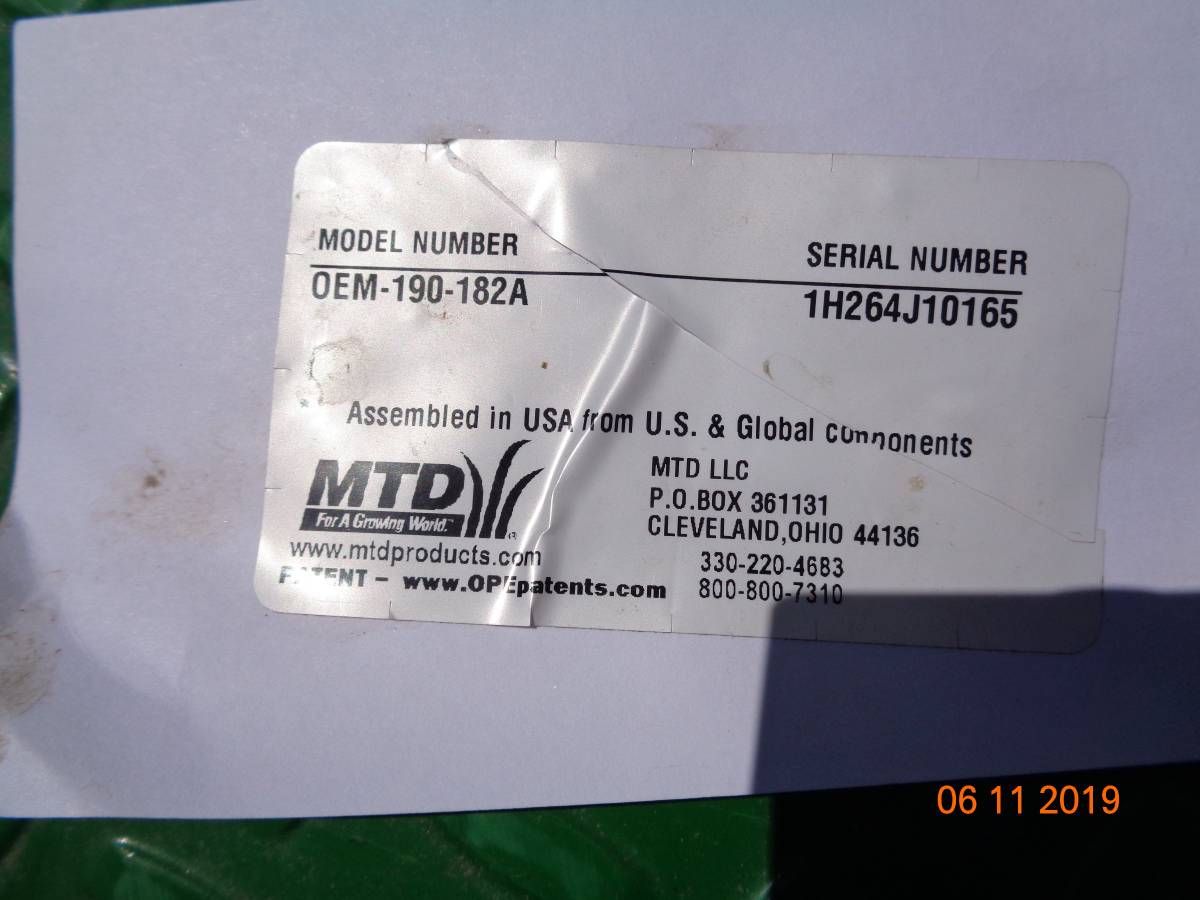 MODEL NUMBER
SERIAL NUMBER
OEM-190-182A
1H264J10165
Assembled in USA from U.S. & Global components
MTD
For A Growing World.
www.mtdproducts.com
PATENT - www.OPEpatents.com
MTD LLC
P.O.BOX 361131
CLEVELAND,OHIO 44136
330-220-4683
800-800-7310
06 11 2019